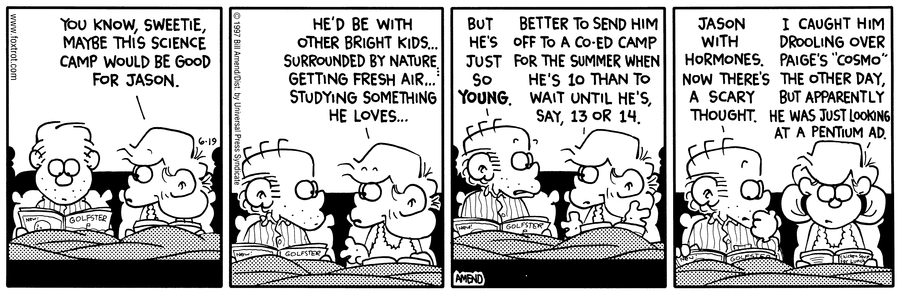 www.foxtrot.com
YOU KNOW, SWEETIE,
MAYBE THIS SCIENCE
CAMP WOULD BE GOOD
FOR JASON.
6-19
NEW!
GOLFSTER
© 1997 Bill Amend/Dist. by Universal Press Syndicate
HE'D BE WITH
OTHER BRIGHT KIDS...
SURROUNDED BY NATURE...
GETTING FRESH AIR...
STUDYING SOMETHING
HE LOVES...
NEW!
GOLFSTER
BUT
HE'S
JUST
SO
YOUNG.
BETTER TO SEND HIM
OFF TO A CO-ED CAMP
FOR THE SUMMER WHEN
HE'S 10 THAN TO
WAIT UNTIL HE'S,
SAY, 13 OR 14.
NEW!
GOLFSTER
AMEND
JASON
WITH
HORMONES.
NOW THERE'S
A SCARY
THOUGHT.
I CAUGHT HIM
DROOLING OVER
PAIGE'S "COSMO"
THE OTHER DAY,
BUT APPARENTLY
HE WAS JUST LOOKING
AT A PENTIUM AD.
NEW!
GOLFSTER